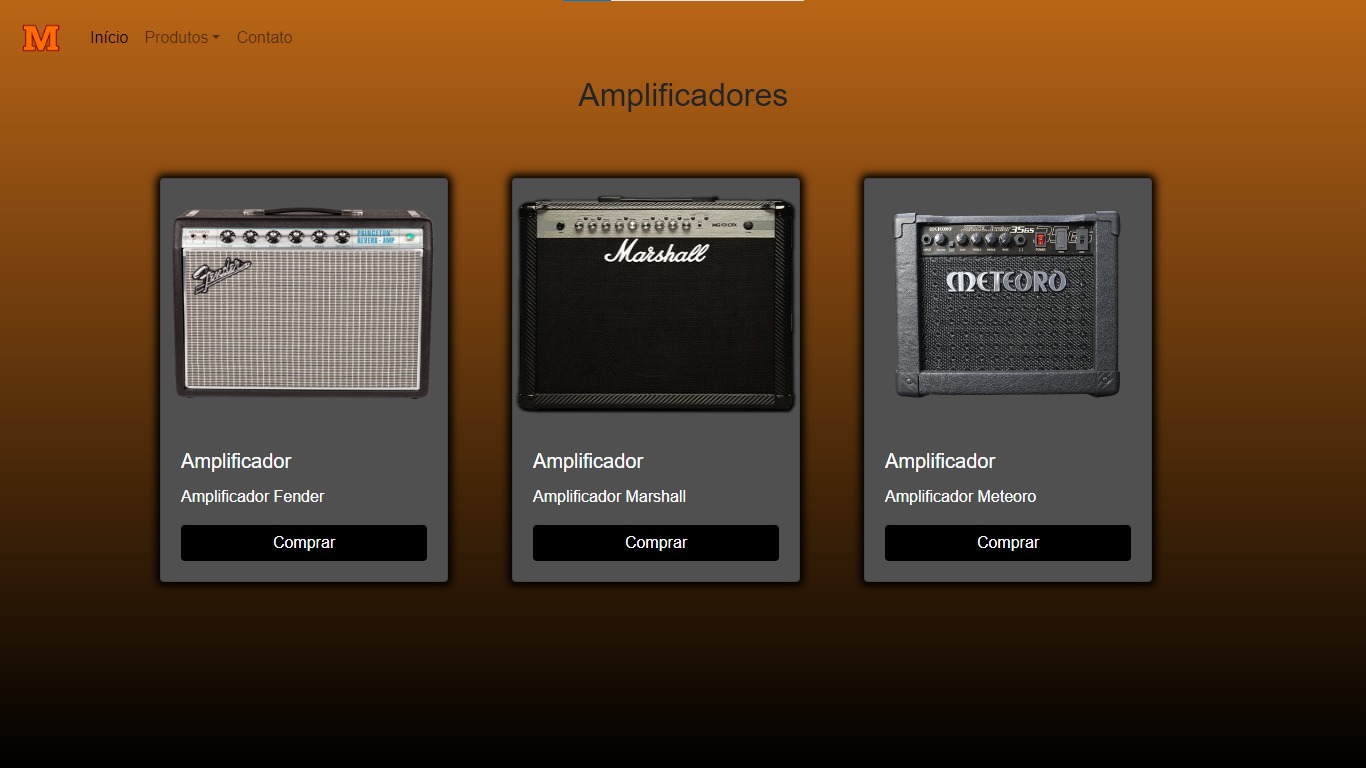 M
Início
Produtos
Contato
Amplificadores
PRINCETON
REVERB-AMP
Fender
Marshall
METEORO
35GS
Amplificador
Amplificador Fender
Comprar
Amplificador
Amplificador Marshall
Comprar
Amplificador
Amplificador Meteoro
Comprar